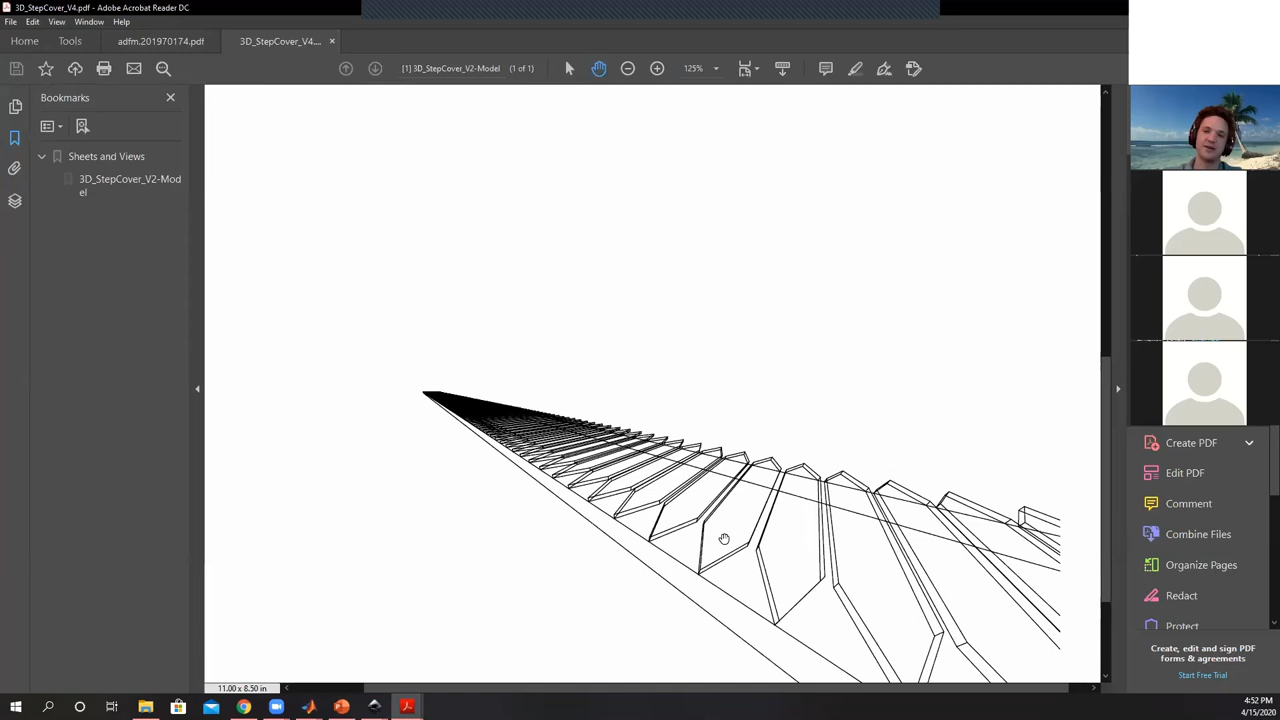 3D_StepCover_V4.pdf - Adobe Acrobat Reader DC
File Edit View Window Help
Home Tools adfm.201970174.pdf 3D_StepCover_V4.... ×
[1] 3D_StepCover_V2-Model (1 of 1) 125%
Bookmarks
Sheets and Views
3D_StepCover_V2-Mod
el
Create PDF
Edit PDF
Comment
Combine Files
Organize Pages
Redact
Protect
Create, edit and sign PDF
forms & agreements
Start Free Trial
11.00 x 8.50 in
4:52 PM
4/15/2020